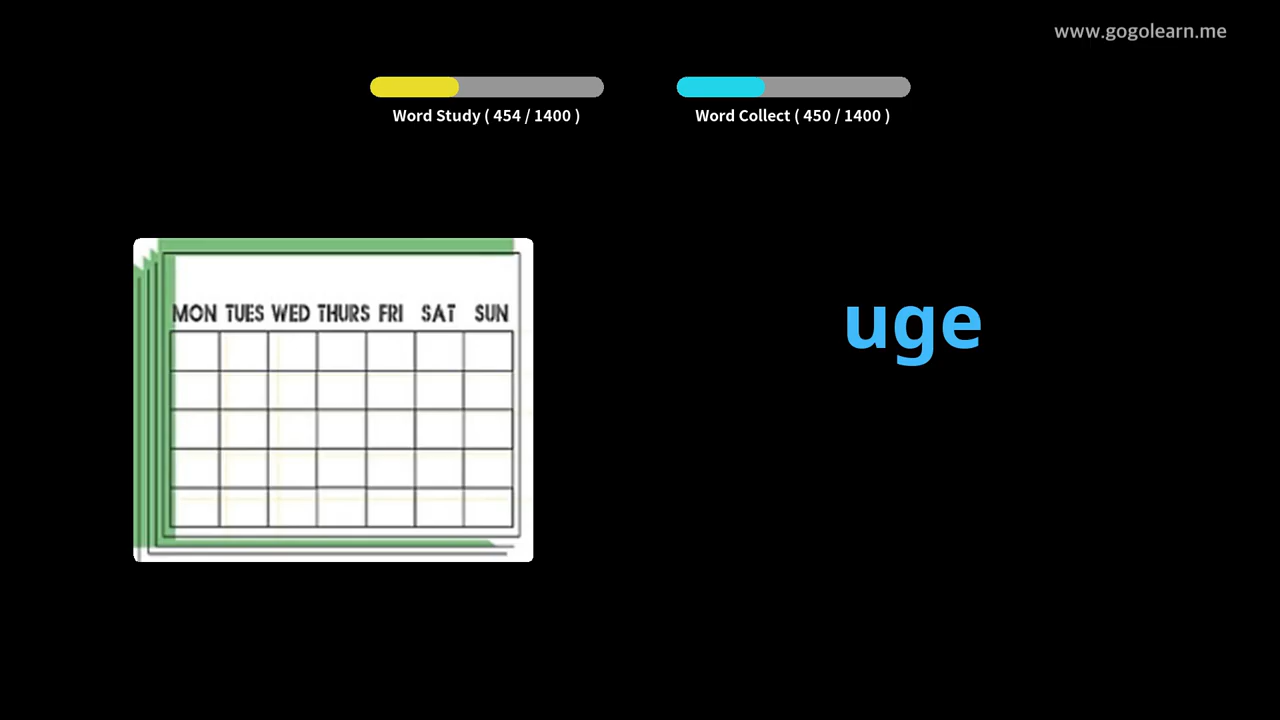 www.gogolearn.me
Word Study ( 454 / 1400 )
Word Collect ( 450 / 1400 )
MON TUES WED THURS FRI SAT SUN
uge